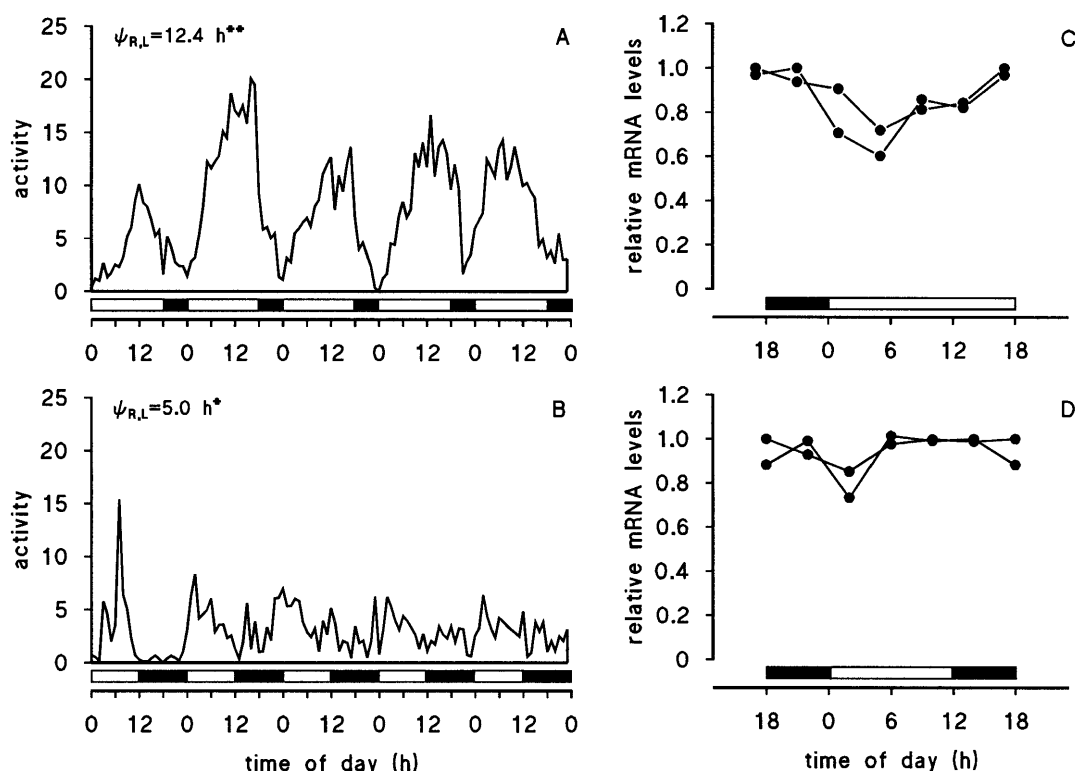 ψR,L=12.4 h**
A
25
20
15
10
5
0
activity
0 12 0 12 0 12 0 12 0 12 0
C
1.2
1.0
0.8
0.6
0.4
0.2
0
relative mRNA levels
18 0 6 12 18
ψR,L=5.0 h*
B
25
20
15
10
5
0
activity
0 12 0 12 0 12 0 12 0 12 0
time of day (h)
D
1.2
1.0
0.8
0.6
0.4
0.2
0
relative mRNA levels
18 0 6 12 18
time of day (h)